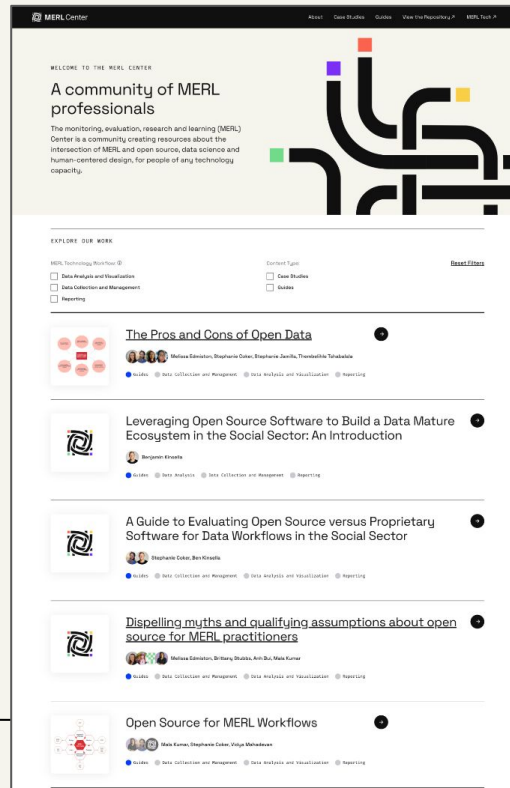 MERL Center
About Case Studies Guides View the Repository ↗ MERL Tech ↗
WELCOME TO THE MERL CENTER
A community of MERL
professionals
The monitoring, evaluation, research and learning (MERL)
Center is a community creating resources about the
intersection of MERL and open source, data science and
human-centered design, for people of any technology
capacity.
EXPLORE OUR WORK
MERL Technology Workflow
Data Analysis and Visualization
Data Collection and Management
Reporting
Content Type:
Case Studies
Guides
Reset Filters
The Pros and Cons of Open Data
Melissa Edmiston, Stephanie Coker, Stephanie Jamilla, Thembelihle Tshabalala
Guides Data Collection and Management Data Analysis and Visualization Reporting
Leveraging Open Source Software to Build a Data Mature
Ecosystem in the Social Sector: An Introduction
Benjamin Kinsella
Guides Data Analysis Data Collection and Management Reporting
A Guide to Evaluating Open Source versus Proprietary
Software for Data Workflows in the Social Sector
Stephanie Coker, Ben Kinsella
Guides Data Collection and Management Data Analysis and Visualization Reporting
Dispelling myths and qualifying assumptions about open
source for MERL practitioners
Melissa Edmiston, Brittany Stubbs, Anh Bui, Mala Kumar
Guides Data Collection and Management Data Analysis and Visualization Reporting
Open Source for MERL Workflows
Mala Kumar, Stephanie Coker, Vidya Mahadevan
Guides Data Collection and Management Data Analysis and Visualization Reporting